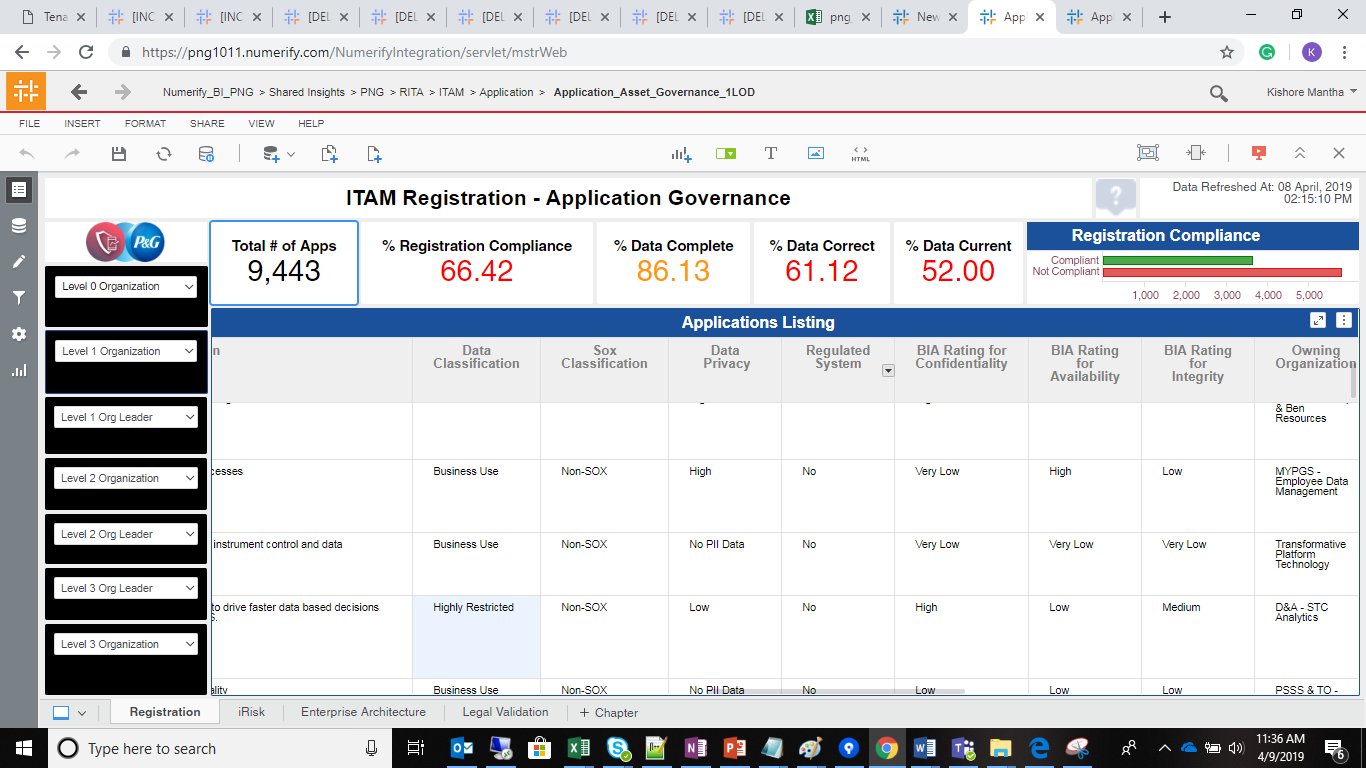 Tena
[INC
[INC
[DEL
[DEL
[DEL
[DEL
[DEL
[DEL
png_
New
App
App
https://png1011.numerify.com/NumerifyIntegration/servlet/mstrWeb
K
Numerify_BI_PNG > Shared Insights > PNG > RITA > ITAM > Application > Application_Asset_Governance_1LOD
Kishore Mantha
FILE INSERT FORMAT SHARE VIEW HELP
HTML
ITAM Registration - Application Governance
?
Data Refreshed At: 08 April, 2019
02:15:10 PM
P&G
Total # of Apps
9,443
% Registration Compliance
66.42
% Data Complete
86.13
% Data Correct
61.12
% Data Current
52.00
Registration Compliance
Compliant
Not Compliant
1,000 2,000 3,000 4,000 5,000
Level 0 Organization
Level 1 Organization
Level 1 Org Leader
Level 2 Organization
Level 2 Org Leader
Level 3 Org Leader
Level 3 Organization
Applications Listing
n
Data
Classification
Sox
Classification
Data
Privacy
Regulated
System
BIA Rating for
Confidentiality
BIA Rating
for
Availability
BIA Rating
for
Integrity
Owning
Organization
& Ben
Resources
cesses Business Use Non-SOX High No Very Low High Low MYPGS -
Employee Data
Management
instrument control and data Business Use Non-SOX No PII Data No Very Low Very Low Very Low Transformative
Platform
Technology
to drive faster data based decisions Highly Restricted Non-SOX Low No High Low Medium D&A - STC
S. Analytics
ality Business Use Non-SOX No PII Data No Low Low Low PSSS & TO -
Registration iRisk Enterprise Architecture Legal Validation + Chapter
Type here to search
11:36 AM
4/9/2019
6